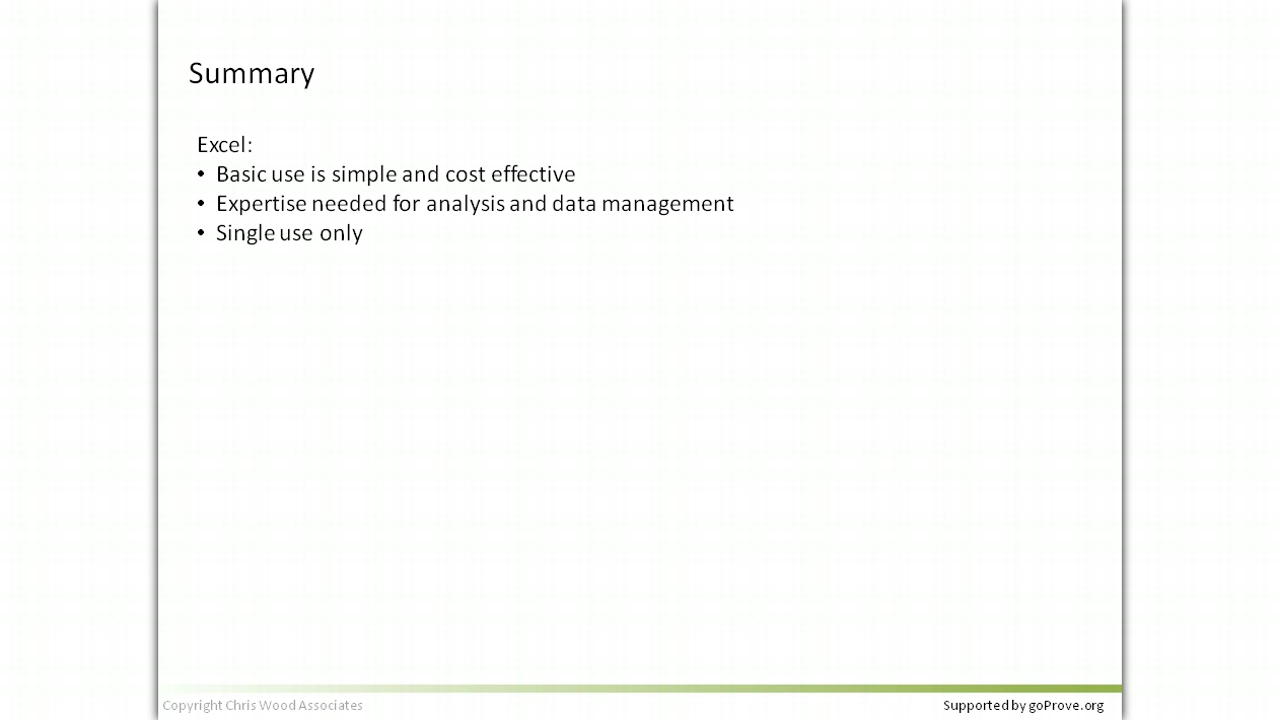 Summary
Excel:
• Basic use is simple and cost effective
• Expertise needed for analysis and data management
• Single use only
Copyright Chris Wood Associates
Supported by goProve.org